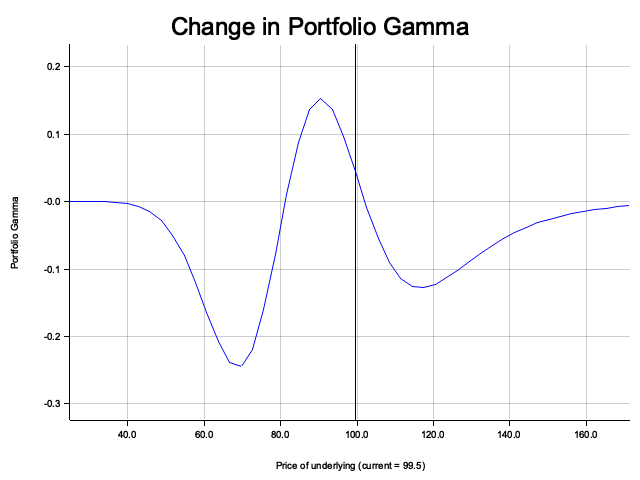 Change in Portfolio Gamma
0.2
0.1
-0.0
-0.1
-0.2
-0.3
Portfolio Gamma
40.0 60.0 80.0 100.0 120.0 140.0 160.0
Price of underlying (current = 99.5)